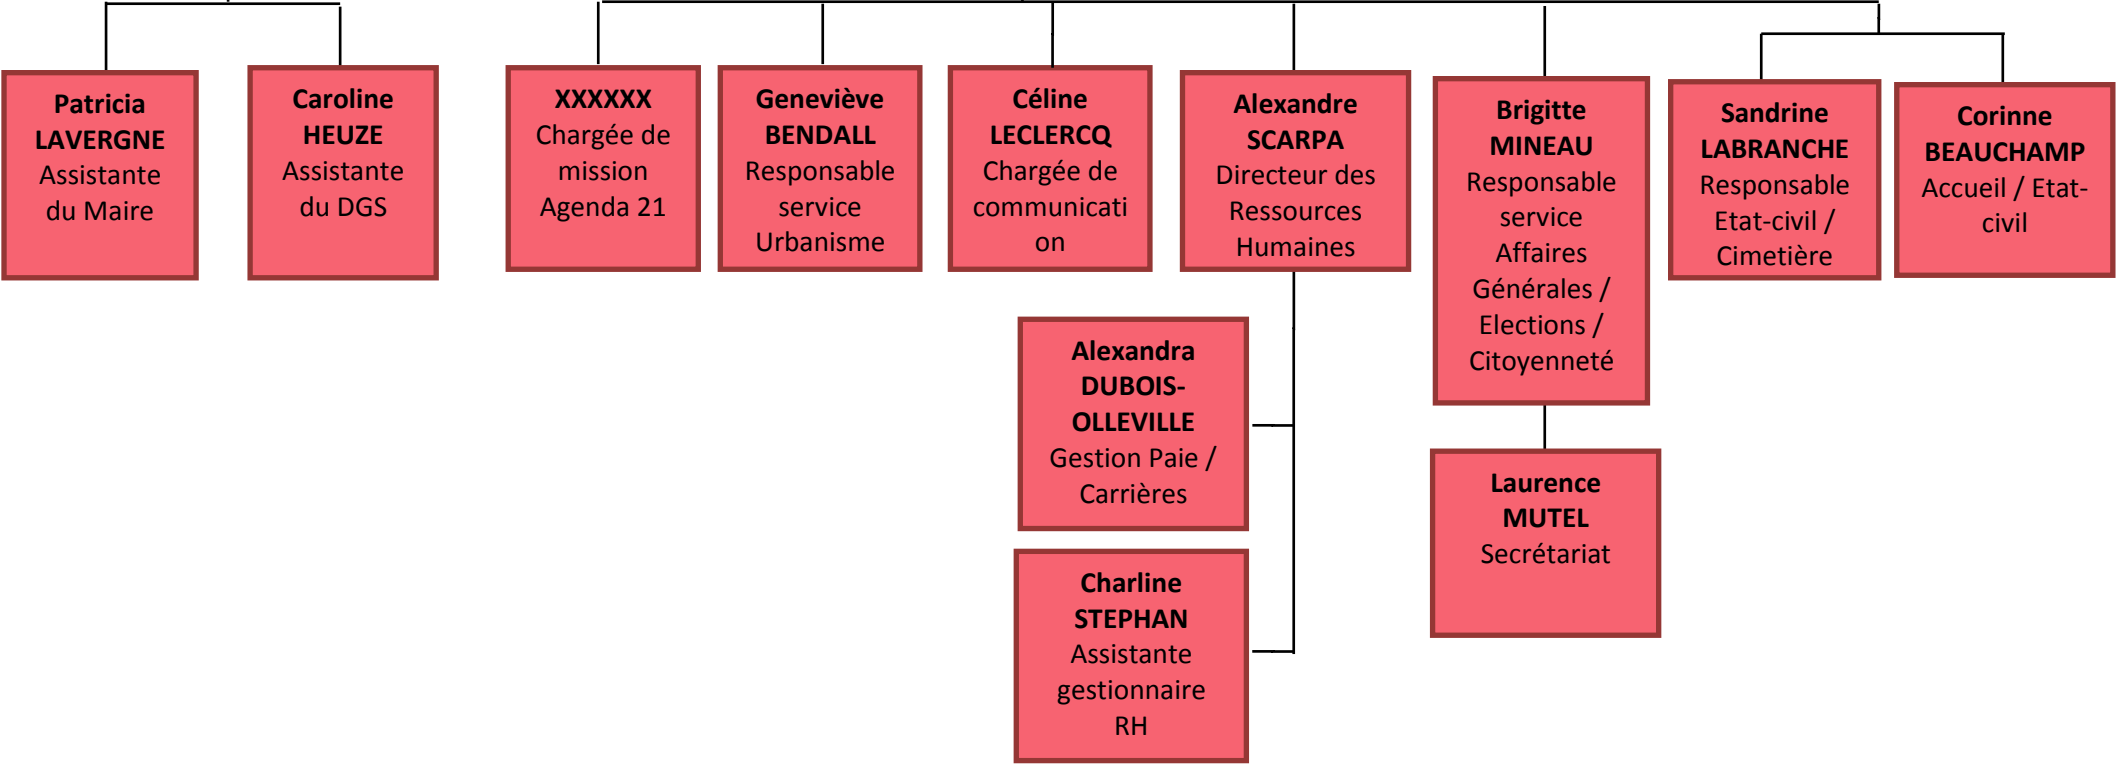 Patricia
LAVERGNE
Assistante
du Maire
Caroline
HEUZE
Assistante
du DGS
XXXXXX
Chargée de
mission
Agenda 21
Geneviève
BENDALL
Responsable
service
Urbanisme
Céline
LECLERCQ
Chargée de
communicati
on
Alexandre
SCARPA
Directeur des
Ressources
Humaines
Brigitte
MINEAU
Responsable
service
Affaires
Générales /
Elections /
Citoyenneté
Sandrine
LABRANCHE
Responsable
Etat-civil /
Cimetière
Corinne
BEAUCHAMP
Accueil / Etat-
civil
Alexandra
DUBOIS-
OLLEVILLE
Gestion Paie /
Carrières
Laurence
MUTEL
Secrétariat
Charline
STEPHAN
Assistante
gestionnaire
RH